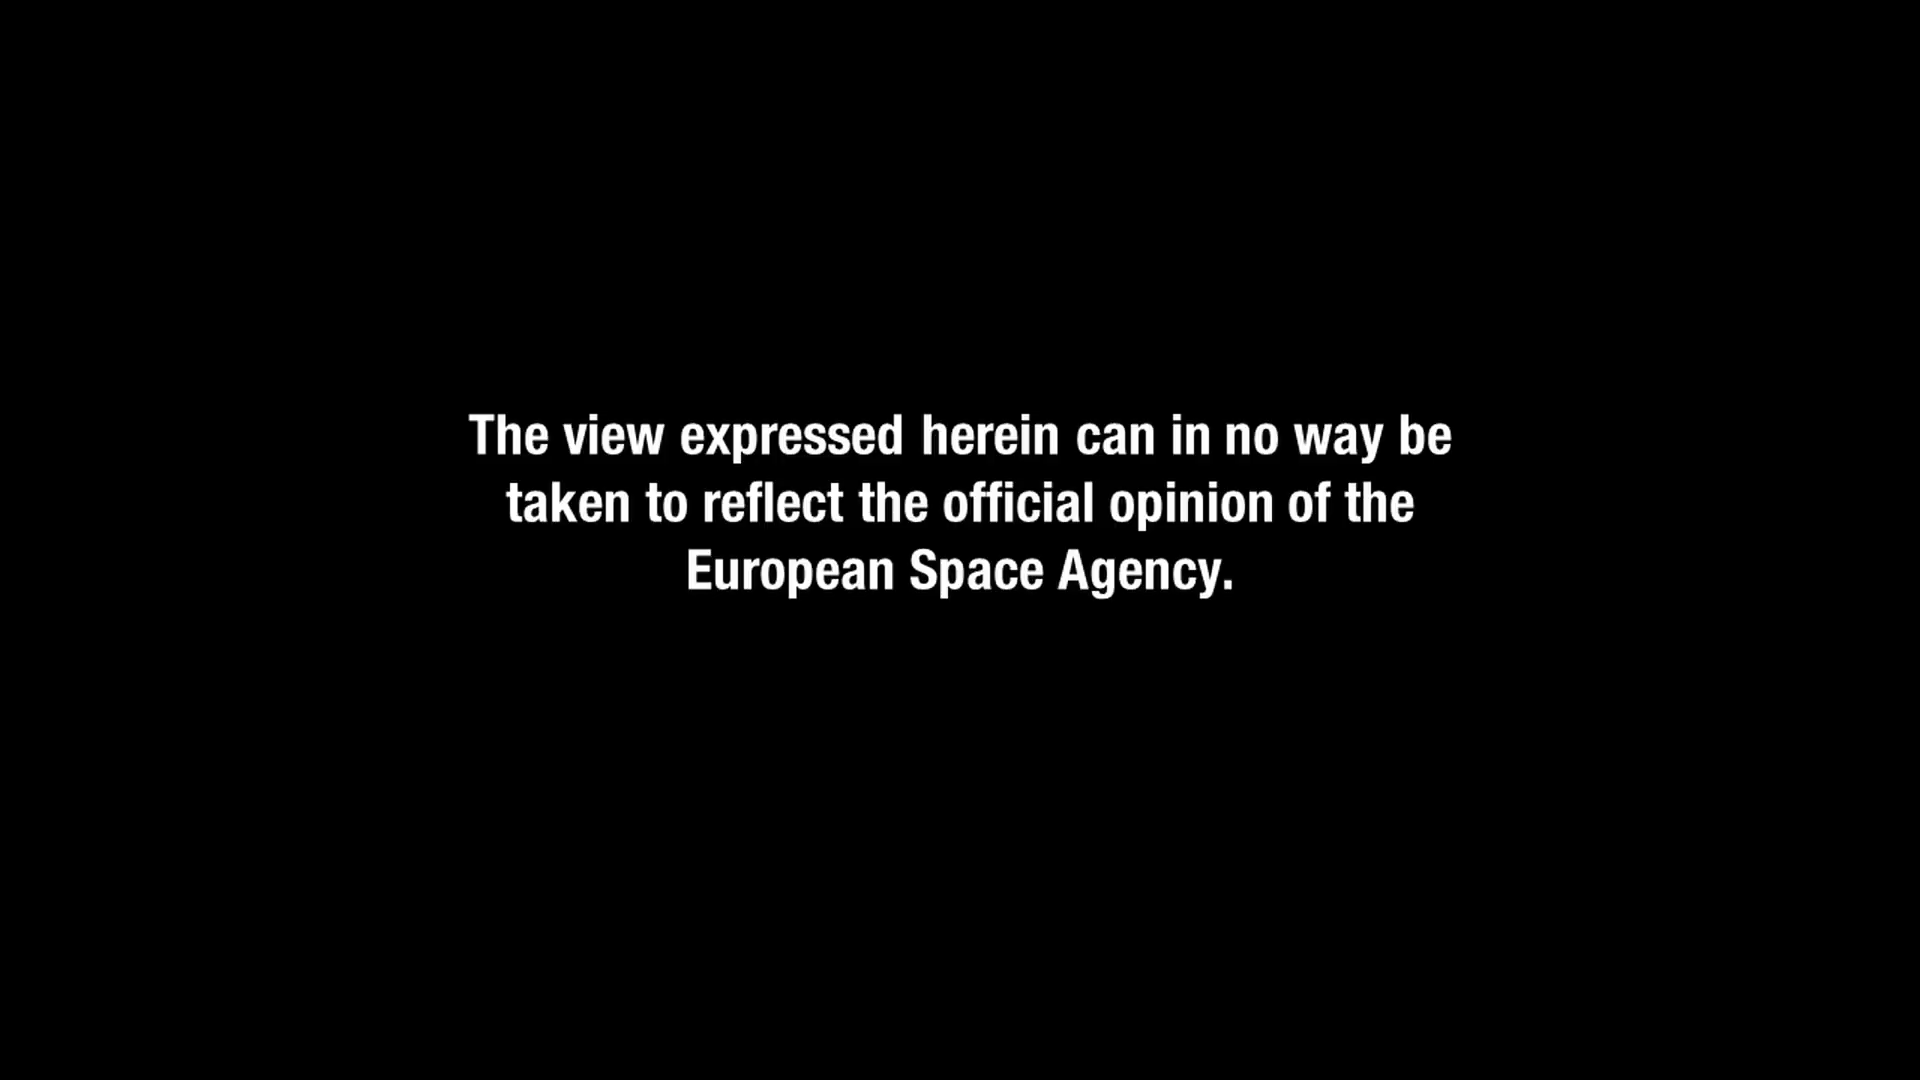 The view expressed herein can in no way be
taken to reflect the official opinion of the
European Space Agency.